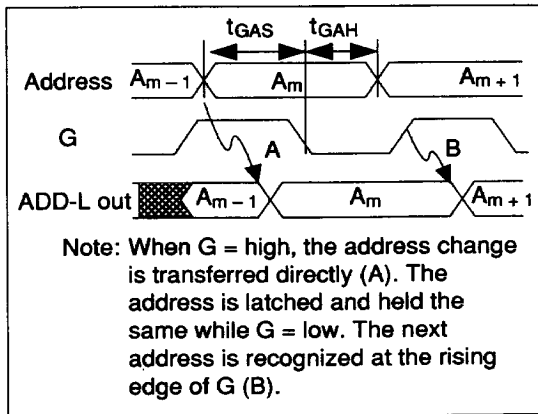 tGAS tGAH
Address Am – 1 Am Am + 1
G A B
ADD-L out Am – 1 Am Am + 1
Note: When G = high, the address change
is transferred directly (A). The
address is latched and held the
same while G = low. The next
address is recognized at the rising
edge of G (B).